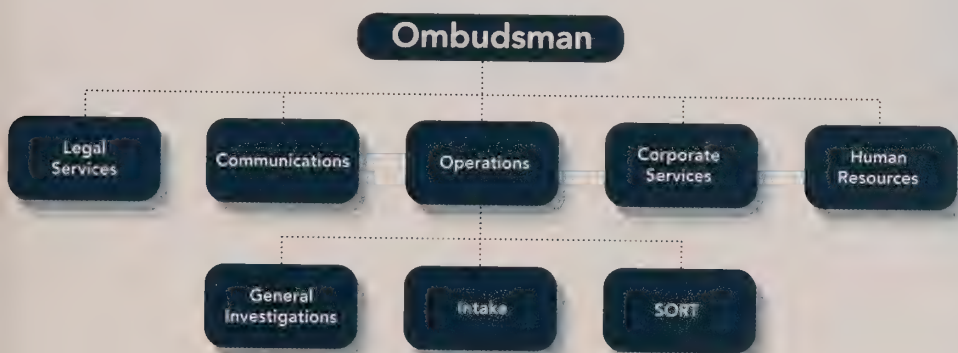 Ombudsman
Legal
Services
Communications
Operations
Corporate
Services
Human
Resources
General
Investigations
Intake
SORT